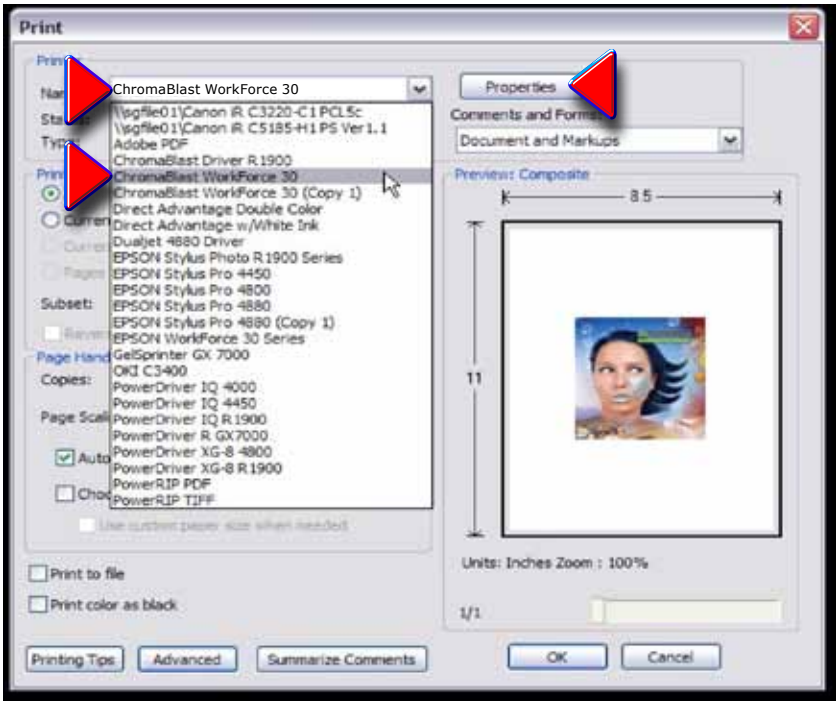 Print
ChromaBlast WorkForce 30
Properties
Comments and Forms:
Document and Markups
\\sgfile01\Canon iR C3220-C1 PCL5c
\\sgfile01\Canon iR C5185-H1 PS Ver1.1
Adobe PDF
ChromaBlast Driver R1900
ChromaBlast WorkForce 30
ChromaBlast WorkForce 30 (Copy 1)
Direct Advantage Double Color
Direct Advantage w/White Ink
Dualjet 4880 Driver
EPSON Stylus Photo R1900 Series
EPSON Stylus Pro 4450
EPSON Stylus Pro 4800
EPSON Stylus Pro 4880
EPSON Stylus Pro 4880 (Copy 1)
EPSON WorkForce 30 Series
GelSprinter GX 7000
OKI C3400
PowerDriver IQ 4000
PowerDriver IQ 4450
PowerDriver IQ R1900
PowerDriver R GX7000
PowerDriver XG-8 4800
PowerDriver XG-8 R1900
PowerRIP PDF
PowerRIP TIFF
Subset:
Page Hand
Copies:
Page Scali
Auto
Choo
Use custom paper size when needed
Print to file
Print color as black
Preview: Composite
8.5
11
Units: Inches Zoom : 100%
1/1
Printing Tips
Advanced
Summarize Comments
OK
Cancel